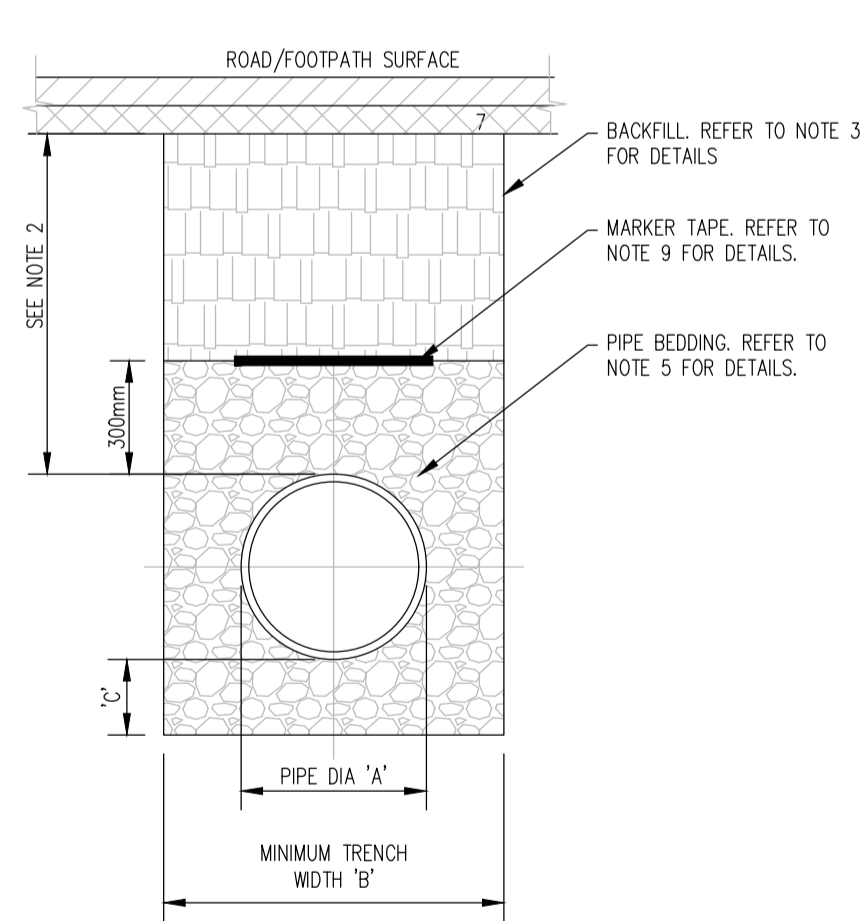 ROAD/FOOTPATH SURFACE
7
BACKFILL. REFER TO NOTE 3
FOR DETAILS
MARKER TAPE. REFER TO
NOTE 9 FOR DETAILS.
SEE NOTE 2
PIPE BEDDING. REFER TO
NOTE 5 FOR DETAILS.
300mm
'C'
PIPE DIA 'A'
MINIMUM TRENCH
WIDTH 'B'